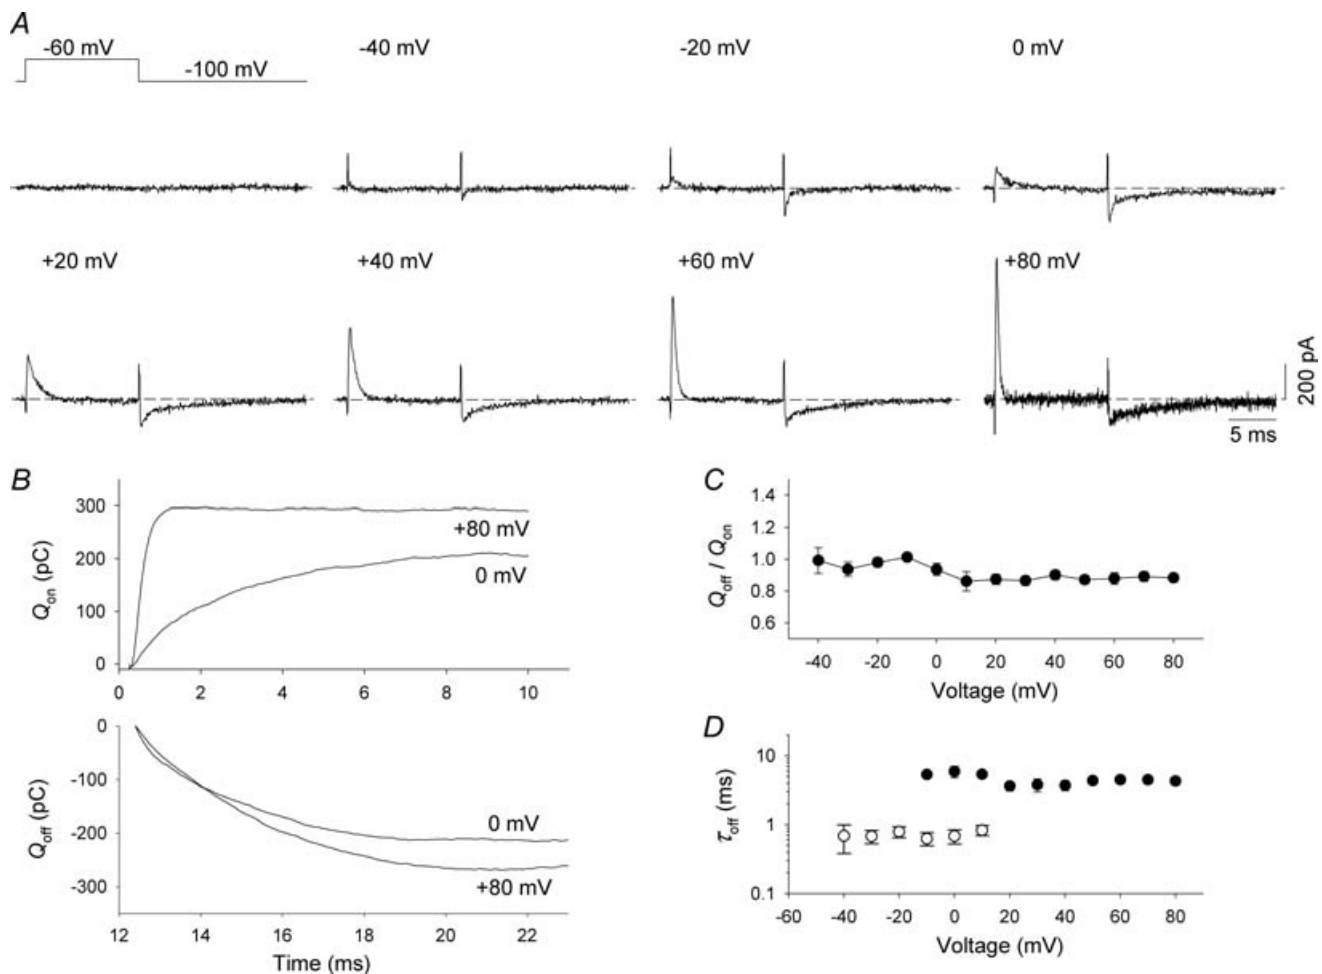 A
-60 mV
-100 mV
-40 mV
-20 mV
0 mV
+20 mV
+40 mV
+60 mV
+80 mV
200 pA
5 ms
B
Qon (pC)
300
200
100
0
+80 mV
0 mV
0 2 4 6 8 10
Qoff (pC)
0
-100
-200
-300
0 mV
+80 mV
12 14 16 18 20 22
Time (ms)
C
Qoff / Qon
1.4
1.2
1.0
0.8
0.6
-40 -20 0 20 40 60 80
Voltage (mV)
D
τoff (ms)
10
1
0.1
-60 -40 -20 0 20 40 60 80
Voltage (mV)